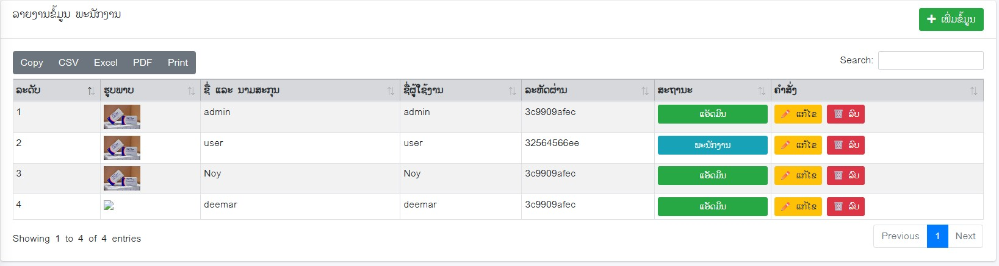 ລາຍງານຂໍ້ມູນ ພະນັກງານ
ເພີ່ມຂໍ້ມູນ
Copy CSV Excel PDF Print
Search:
ລະດັບ ຮູບພາບ ຊື່ ແລະ ນາມສະກຸນ ຊື່ຜູ້ໃຊ້ງານ ລະຫັດຜ່ານ ສະຖານະ ຄຳສັ່ງ
1 admin admin 3c9909afec ແອັດມິນ ແກ້ໄຂ ລົບ
2 user user 32564566ee ພະນັກງານ ແກ້ໄຂ ລົບ
3 Noy Noy 3c9909afec ແອັດມິນ ແກ້ໄຂ ລົບ
4 deemar deemar 3c9909afec ແອັດມິນ ແກ້ໄຂ ລົບ
Showing 1 to 4 of 4 entries
Previous 1 Next